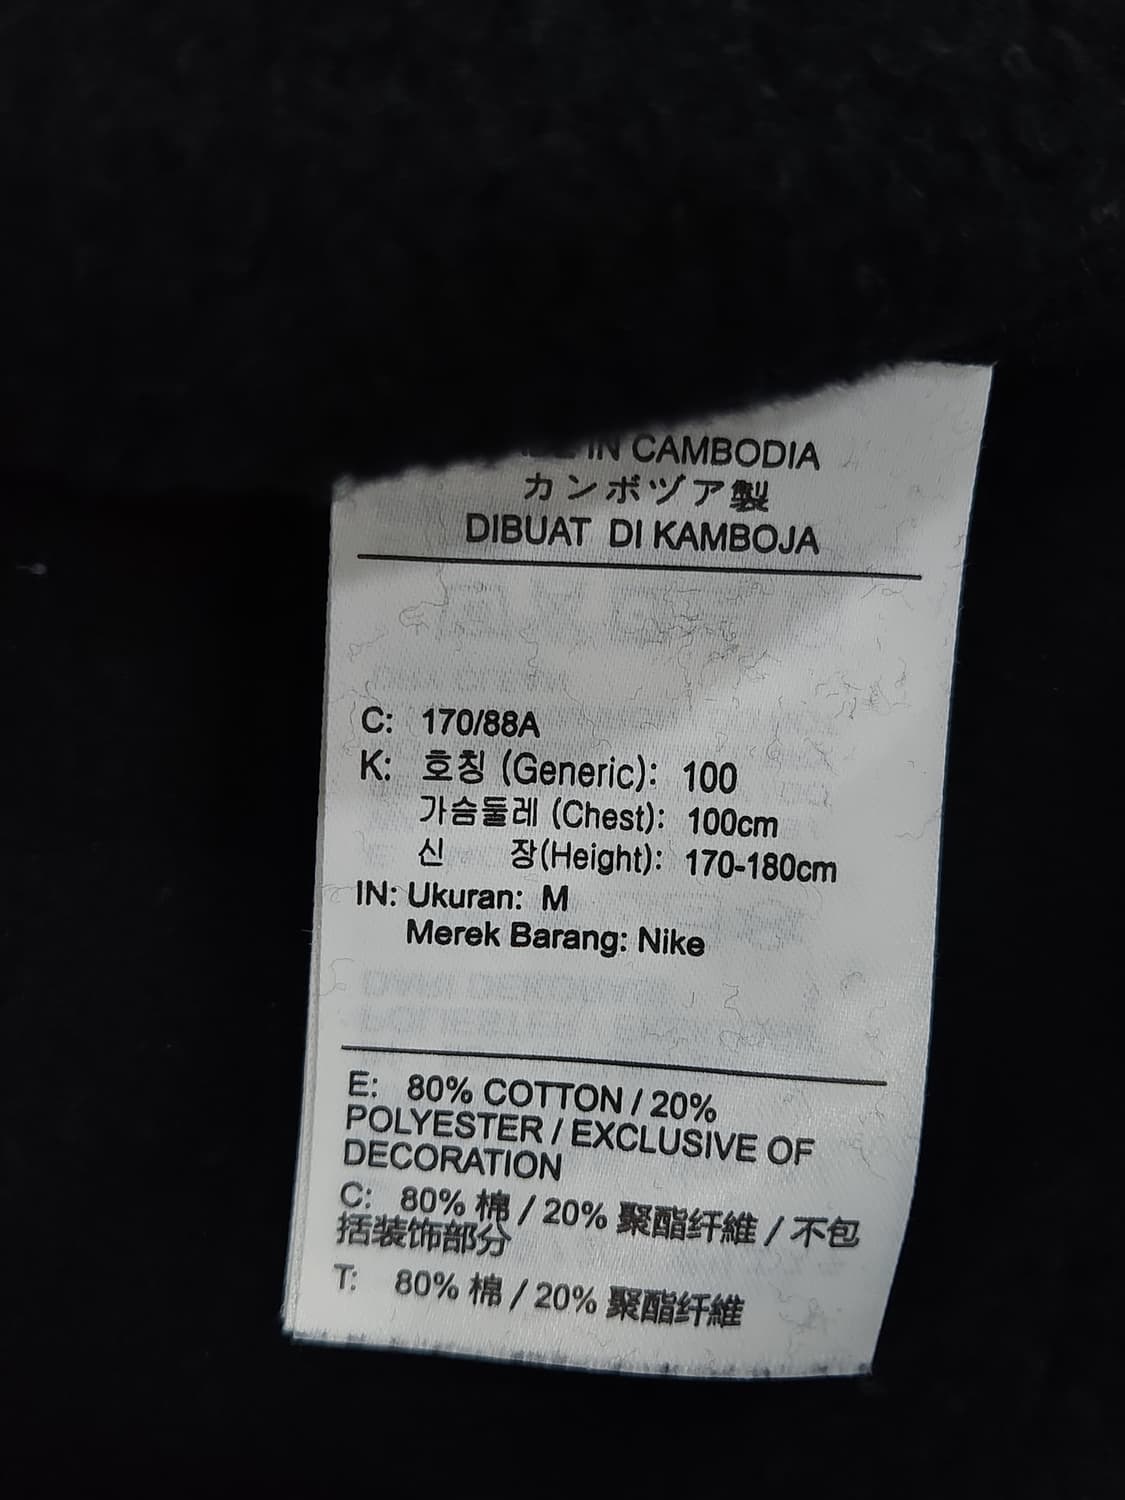 IN CAMBODIA
カンボヅア製
DIBUAT DI KAMBOJA
C: 170/88A
K: 호칭 (Generic): 100
가슴둘레 (Chest): 100cm
신 장(Height): 170-180cm
IN: Ukuran: M
Merek Barang: Nike
E: 80% COTTON / 20%
POLYESTER / EXCLUSIVE OF
DECORATION
C: 80% 棉 / 20% 聚酯纤維 / 不包
括装饰部分
T: 80% 棉 / 20% 聚酯纤維